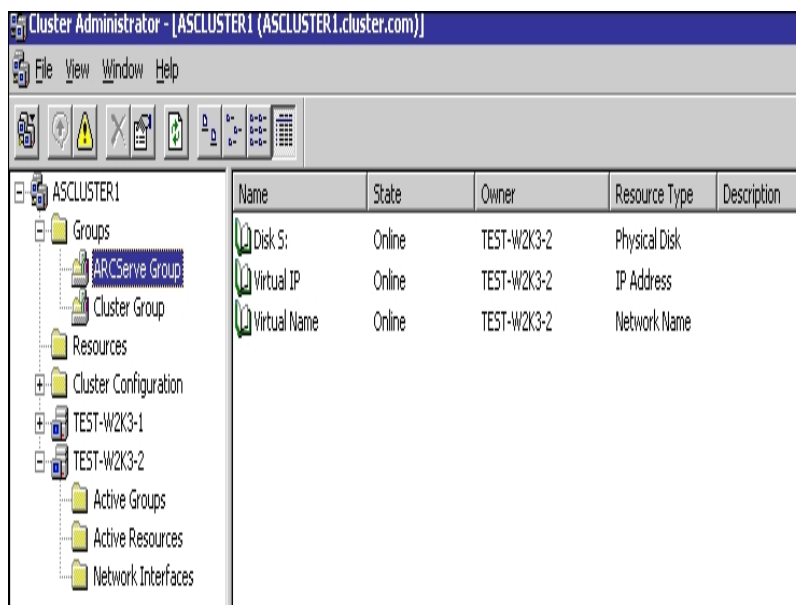 Cluster Administrator - [ASCLUSTER1 (ASCLUSTER1.cluster.com)]
File View Window Help
ASCLUSTER1
Groups
ARCServe Group
Cluster Group
Resources
Cluster Configuration
TEST-W2K3-1
TEST-W2K3-2
Active Groups
Active Resources
Network Interfaces
Name State Owner Resource Type Description
Disk S: Online TEST-W2K3-2 Physical Disk
Virtual IP Online TEST-W2K3-2 IP Address
Virtual Name Online TEST-W2K3-2 Network Name